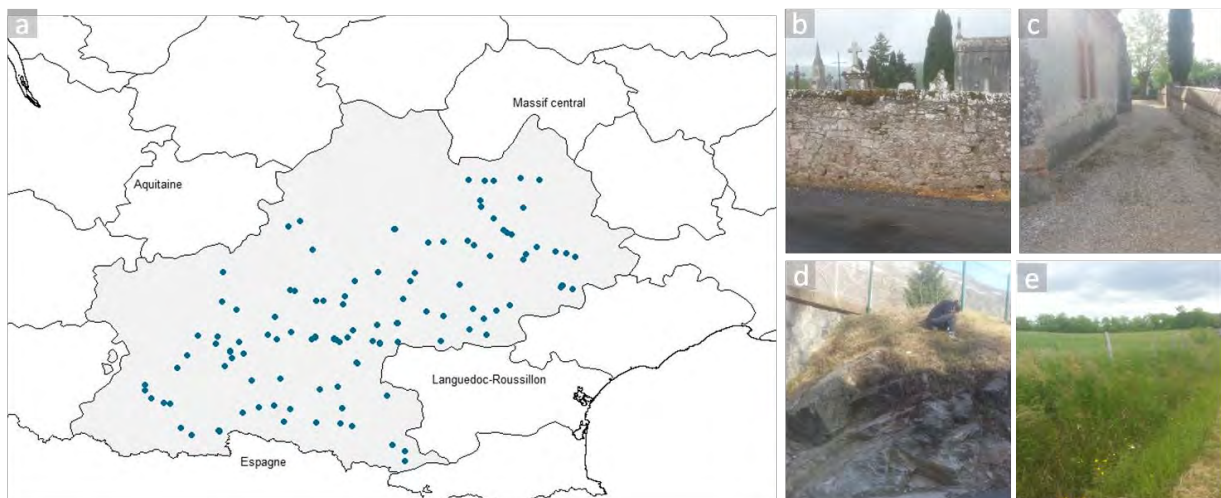 a
Massif central
Aquitaine
Languedoc-Roussillon
Espagne
b
c
d
e